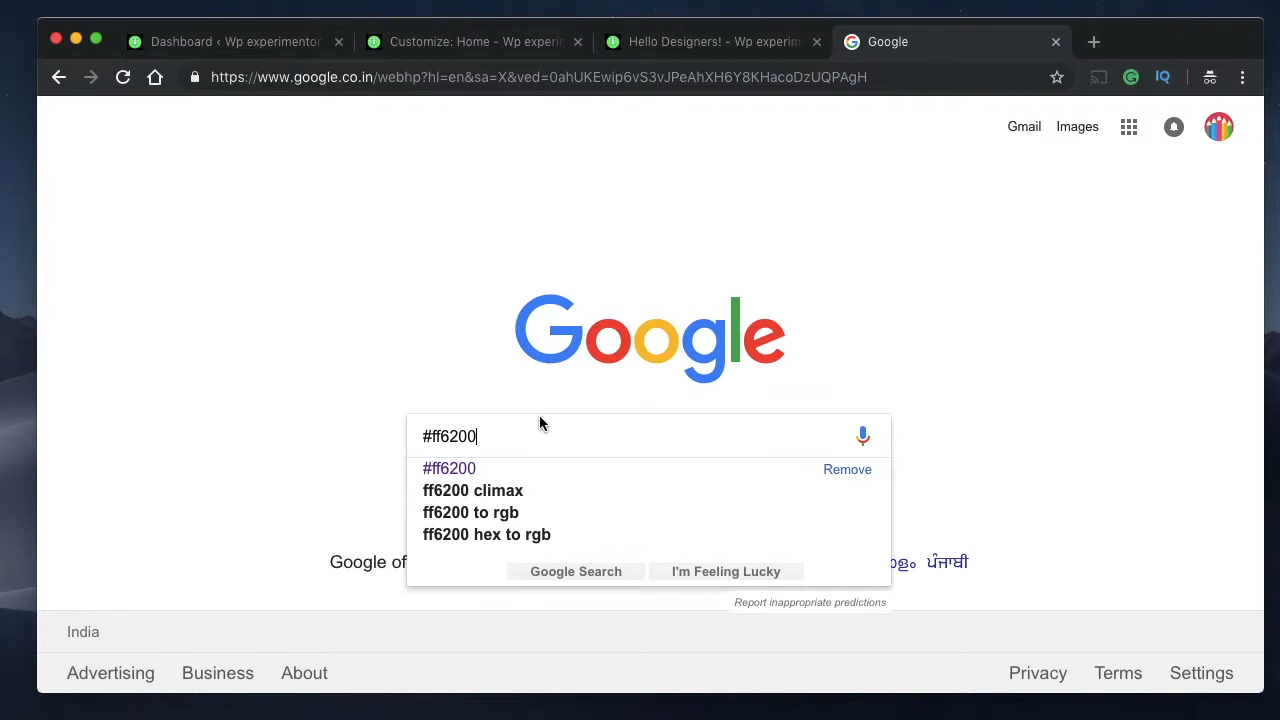 Dashboard ‹ Wp experimentor
Customize: Home - Wp experin
Hello Designers! - Wp experim
Google
https://www.google.co.in/webhp?hl=en&sa=X&ved=0ahUKEwip6vS3vJPeAhXH6Y8KHacoDzUQPAgH
IQ
Gmail Images
Google
#ff6200
#ff6200 Remove
ff6200 climax
ff6200 to rgb
ff6200 hex to rgb
Google of ਪੰਜਾਬੀ
Google Search I'm Feeling Lucky
Report inappropriate predictions
India
Advertising Business About Privacy Terms Settings